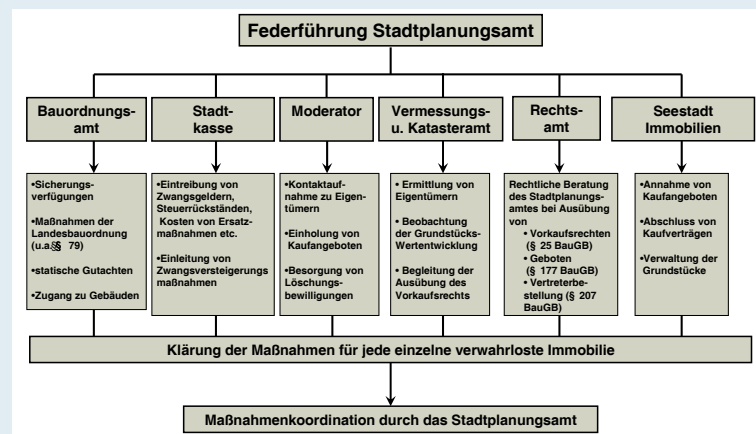 Federführung Stadtplanungsamt
Bauordnungs-
amt
Stadt-
kasse
Moderator
Vermessungs-
u. Katasteramt
Rechts-
amt
Seestadt
Immobilien
•Sicherungs-
verfügungen
•Maßnahmen der
Landesbauordnung
(u.a.§§ 79)
•statische Gutachten
•Zugang zu Gebäuden
•Eintreibung von
Zwangsgeldern,
Steuerrückständen,
Kosten von Ersatz-
maßnahmen etc.
•Einleitung von
Zwangsversteigerungs
maßnahmen
•Kontaktauf-
nahme zu Eigen-
tümern
•Einholung von
Kaufangeboten
•Besorgung von
Löschungs-
bewilligungen
• Ermittlung von
Eigentümern
• Beobachtung
der Grundstücks-
Wertentwicklung
• Begleitung der
Ausübung des
Vorkaufsrechts
Rechtliche Beratung
des Stadtplanungs-
amtes bei Ausübung
von
• Vorkaufsrechten
(§ 25 BauGB)
• Geboten
(§ 177 BauGB)
• Vertreterbe-
stellung (§ 207
BauGB)
•Annahme von
Kaufangeboten
•Abschluss von
Kaufverträgen
•Verwaltung der
Grundstücke
Klärung der Maßnahmen für jede einzelne verwahrloste Immobilie
Maßnahmenkoordination durch das Stadtplanungsamt